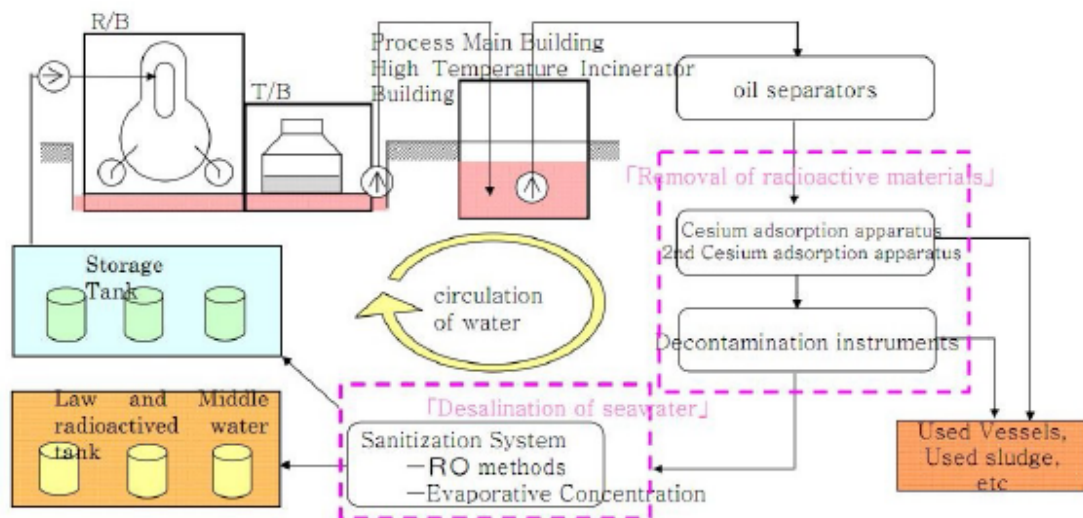 R/B
T/B
Process Main Building
High Temperature Incinerator
Building
oil separators
「Removal of radioactive materials」
Cesium adsorption apparatus
2nd Cesium adsorption apparatus
Decontamination instruments
Storage
Tank
circulation
of water
Law and Middle
radioactived water
tank
「Desalination of seawater」
Sanitization System
—RO methods
—Evaporative Concentration
Used Vessels,
Used sludge,
etc